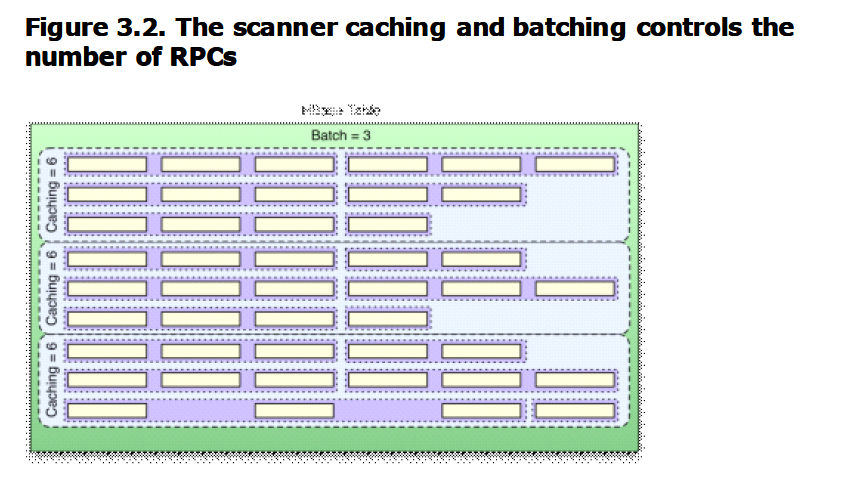 Figure 3.2. The scanner caching and batching controls the
number of RPCs
HBase Table
Batch = 3
Caching = 6
Caching = 6
Caching = 6